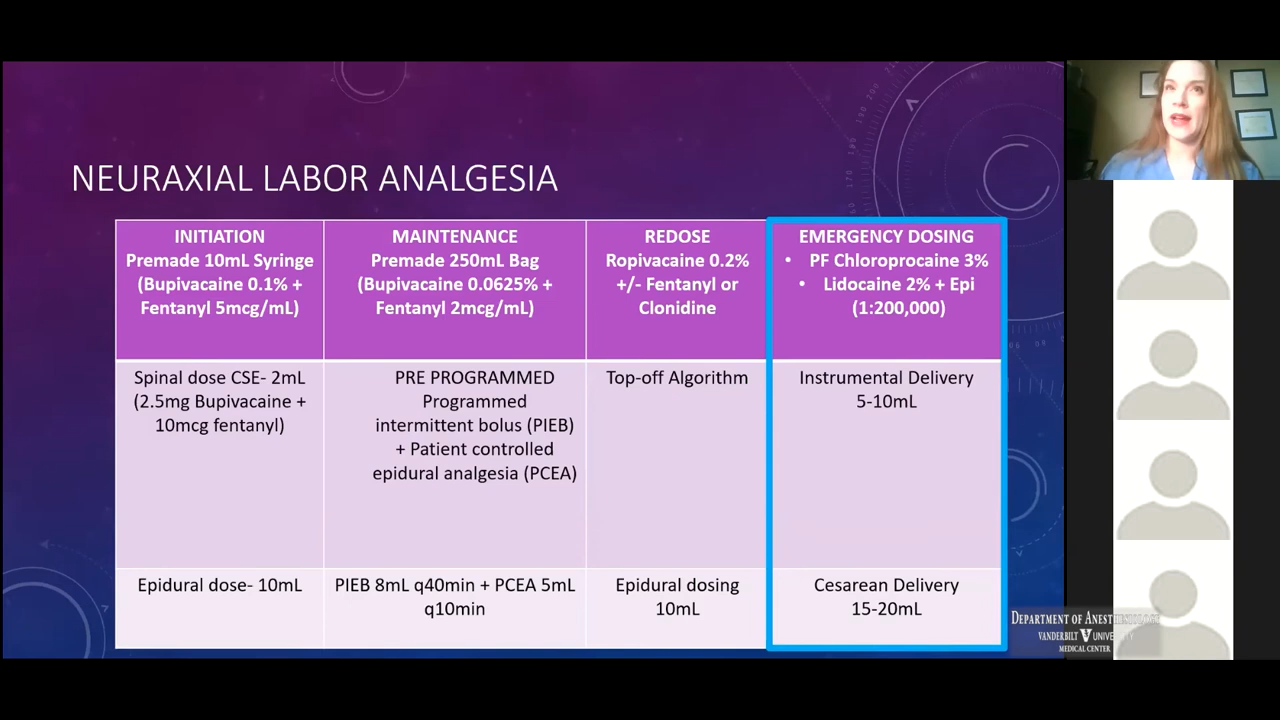 NEURAXIAL LABOR ANALGESIA
INITIATION
Premade 10mL Syringe
(Bupivacaine 0.1% +
Fentanyl 5mcg/mL)
MAINTENANCE
Premade 250mL Bag
(Bupivacaine 0.0625% +
Fentanyl 2mcg/mL)
REDOSE
Ropivacaine 0.2%
+/- Fentanyl or
Clonidine
EMERGENCY DOSING
• PF Chloroprocaine 3%
• Lidocaine 2% + Epi
(1:200,000)
Spinal dose CSE- 2mL
(2.5mg Bupivacaine +
10mcg fentanyl)
PRE PROGRAMMED
Programmed
intermittent bolus (PIEB)
+ Patient controlled
epidural analgesia (PCEA)
Top-off Algorithm
Instrumental Delivery
5-10mL
Epidural dose- 10mL
PIEB 8mL q40min + PCEA 5mL
q10min
Epidural dosing
10mL
Cesarean Delivery
15-20mL
DEPARTMENT OF ANESTHESIOLOGY
VANDERBILT UNIVERSITY
MEDICAL CENTER